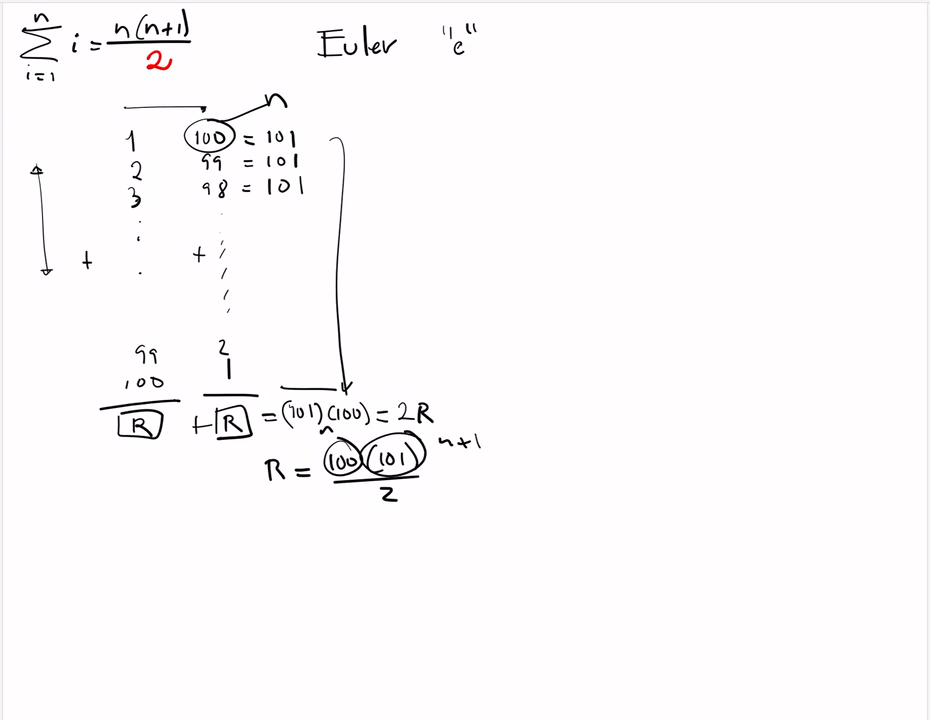 n
∑ i = n(n+1)
i=1 2
Euler "e"
n
1 100 = 101
2 99 = 101
3 98 = 101
+ +
99 2
100 1
R + R = (101)(100) = 2R
n
R = 100 (101) n+1
2